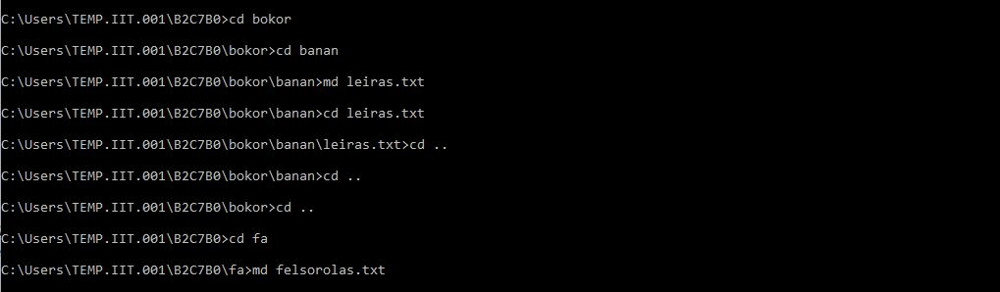 C:\Users\TEMP.IIT.001\B2C7B0>cd bokor
C:\Users\TEMP.IIT.001\B2C7B0\bokor>cd banan
C:\Users\TEMP.IIT.001\B2C7B0\bokor\banan>md leiras.txt
C:\Users\TEMP.IIT.001\B2C7B0\bokor\banan>cd leiras.txt
C:\Users\TEMP.IIT.001\B2C7B0\bokor\banan\leiras.txt>cd ..
C:\Users\TEMP.IIT.001\B2C7B0\bokor\banan>cd ..
C:\Users\TEMP.IIT.001\B2C7B0\bokor>cd ..
C:\Users\TEMP.IIT.001\B2C7B0>cd fa
C:\Users\TEMP.IIT.001\B2C7B0\fa>md felsorolas.txt